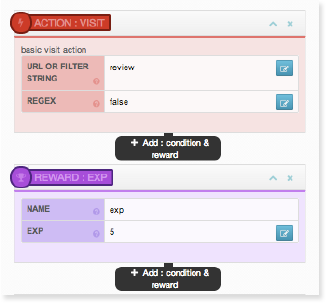 ACTION : VISIT
basic visit action
URL OR FILTER
STRING
review
REGEX
false
+ Add : condition &
reward
REWARD : EXP
NAME
exp
EXP
5
+ Add : condition &
reward